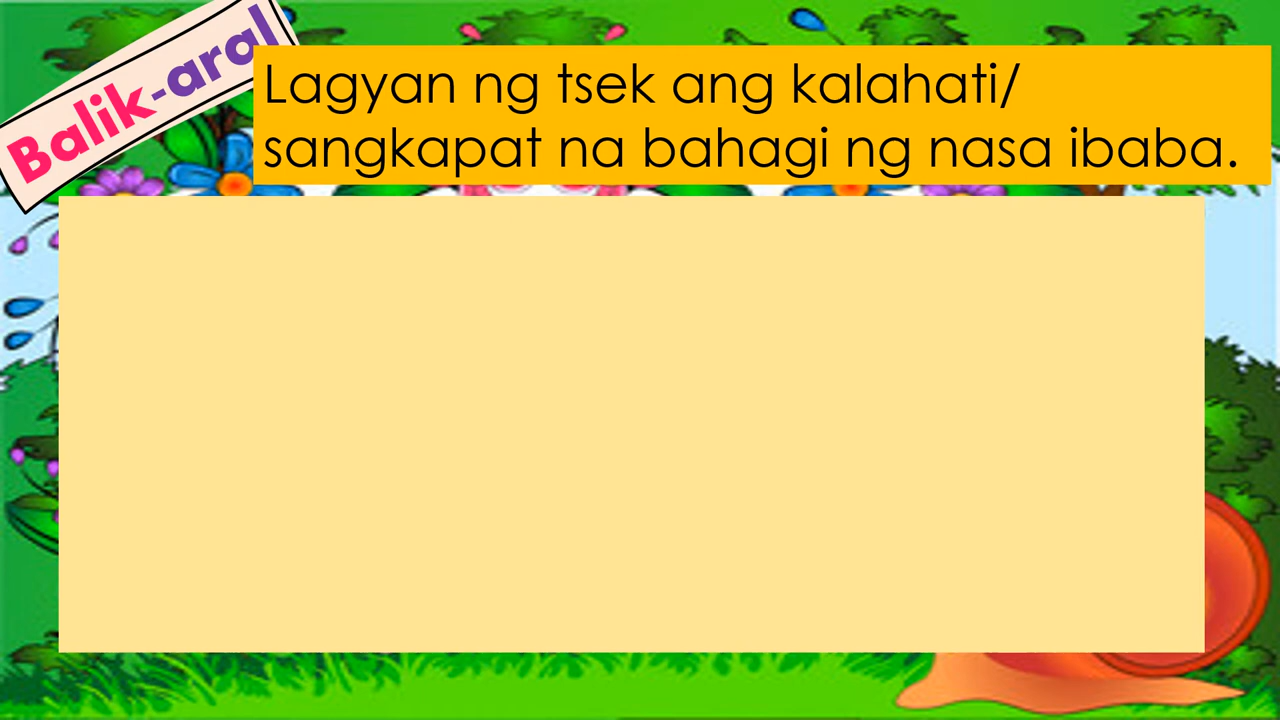 Balik-aral
Lagyan ng tsek ang kalahati/
sangkapat na bahagi ng nasa ibaba.